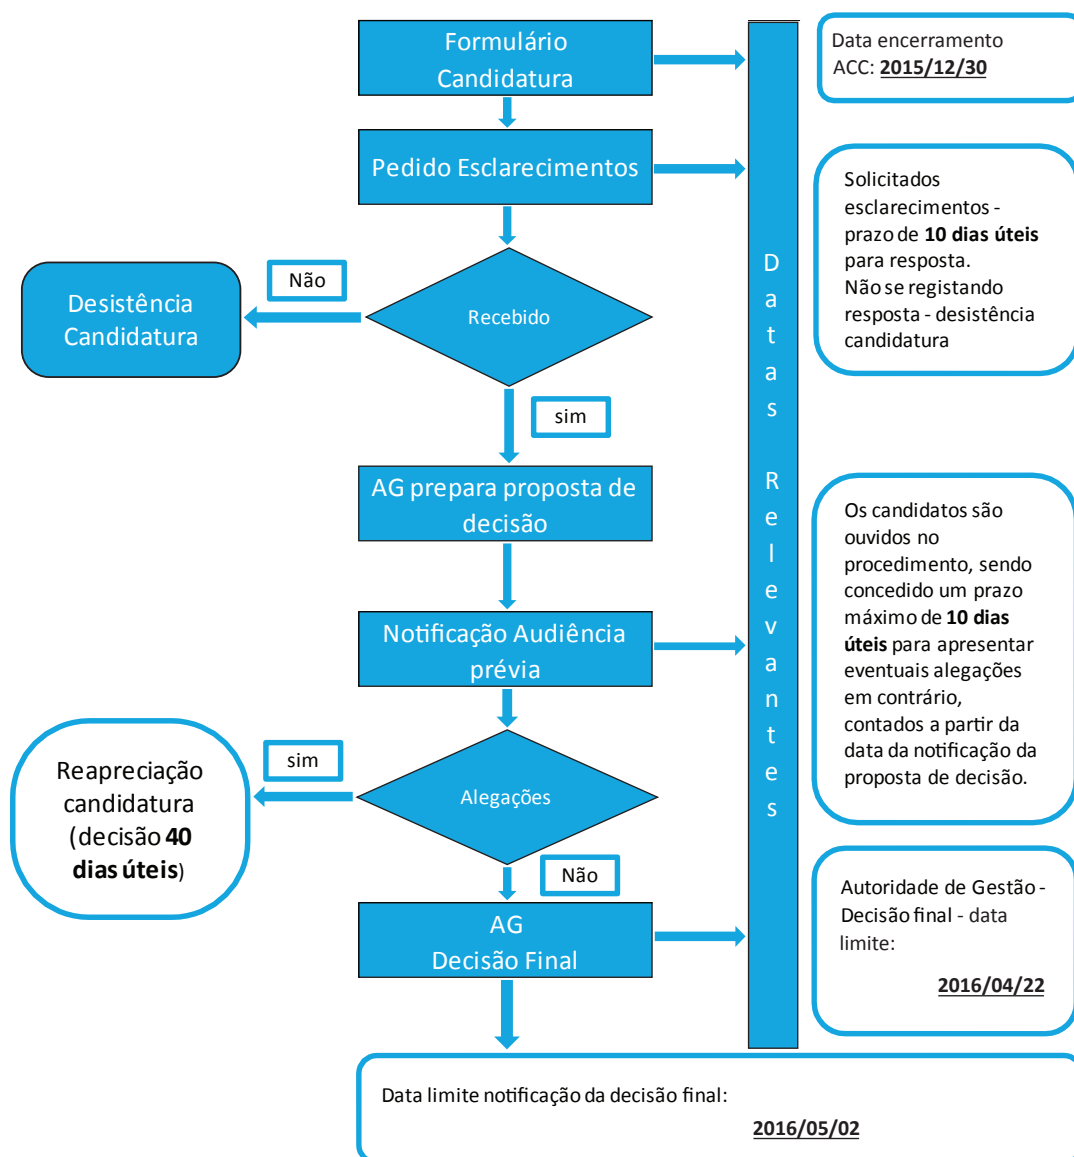 Formulário
Candidatura
Data encerramento
ACC: 2015/12/30
Pedido Esclarecimentos
Solicitados
esclarecimentos -
prazo de 10 dias úteis
para resposta.
Não se registando
resposta - desistência
candidatura
Não
Desistência
Candidatura
Recebido
sim
Datas Relevantes
AG prepara proposta de
decisão
Os candidatos são
ouvidos no
procedimento, sendo
concedido um prazo
máximo de 10 dias
úteis para apresentar
eventuais alegações
em contrário,
contados a partir da
data da notificação da
proposta de decisão.
Notificação Audiência
prévia
sim
Reapreciação
candidatura
(decisão 40
dias úteis)
Alegações
Não
Autoridade de Gestão -
Decisão final - data
limite:
2016/04/22
AG
Decisão Final
Data limite notificação da decisão final:
2016/05/02